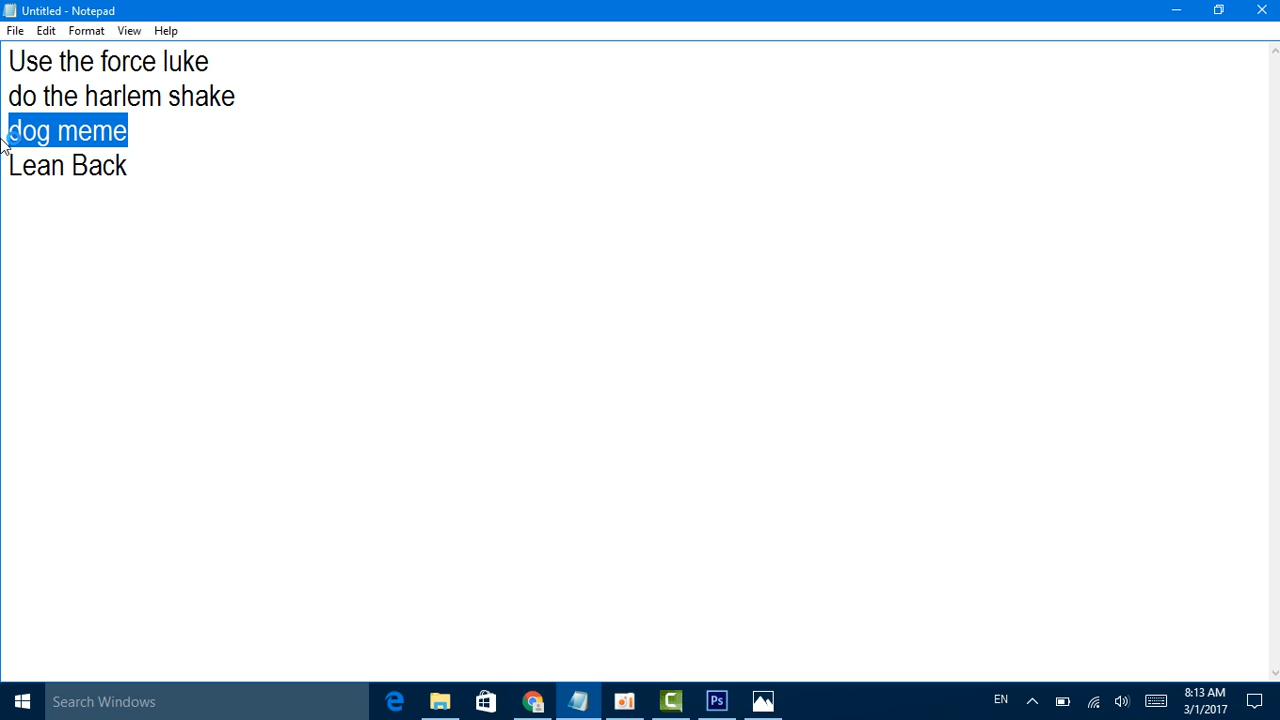 Untitled - Notepad
File Edit Format View Help
Use the force luke
do the harlem shake
dog meme
Lean Back
Search Windows
Ps
EN
8:13 AM
3/1/2017